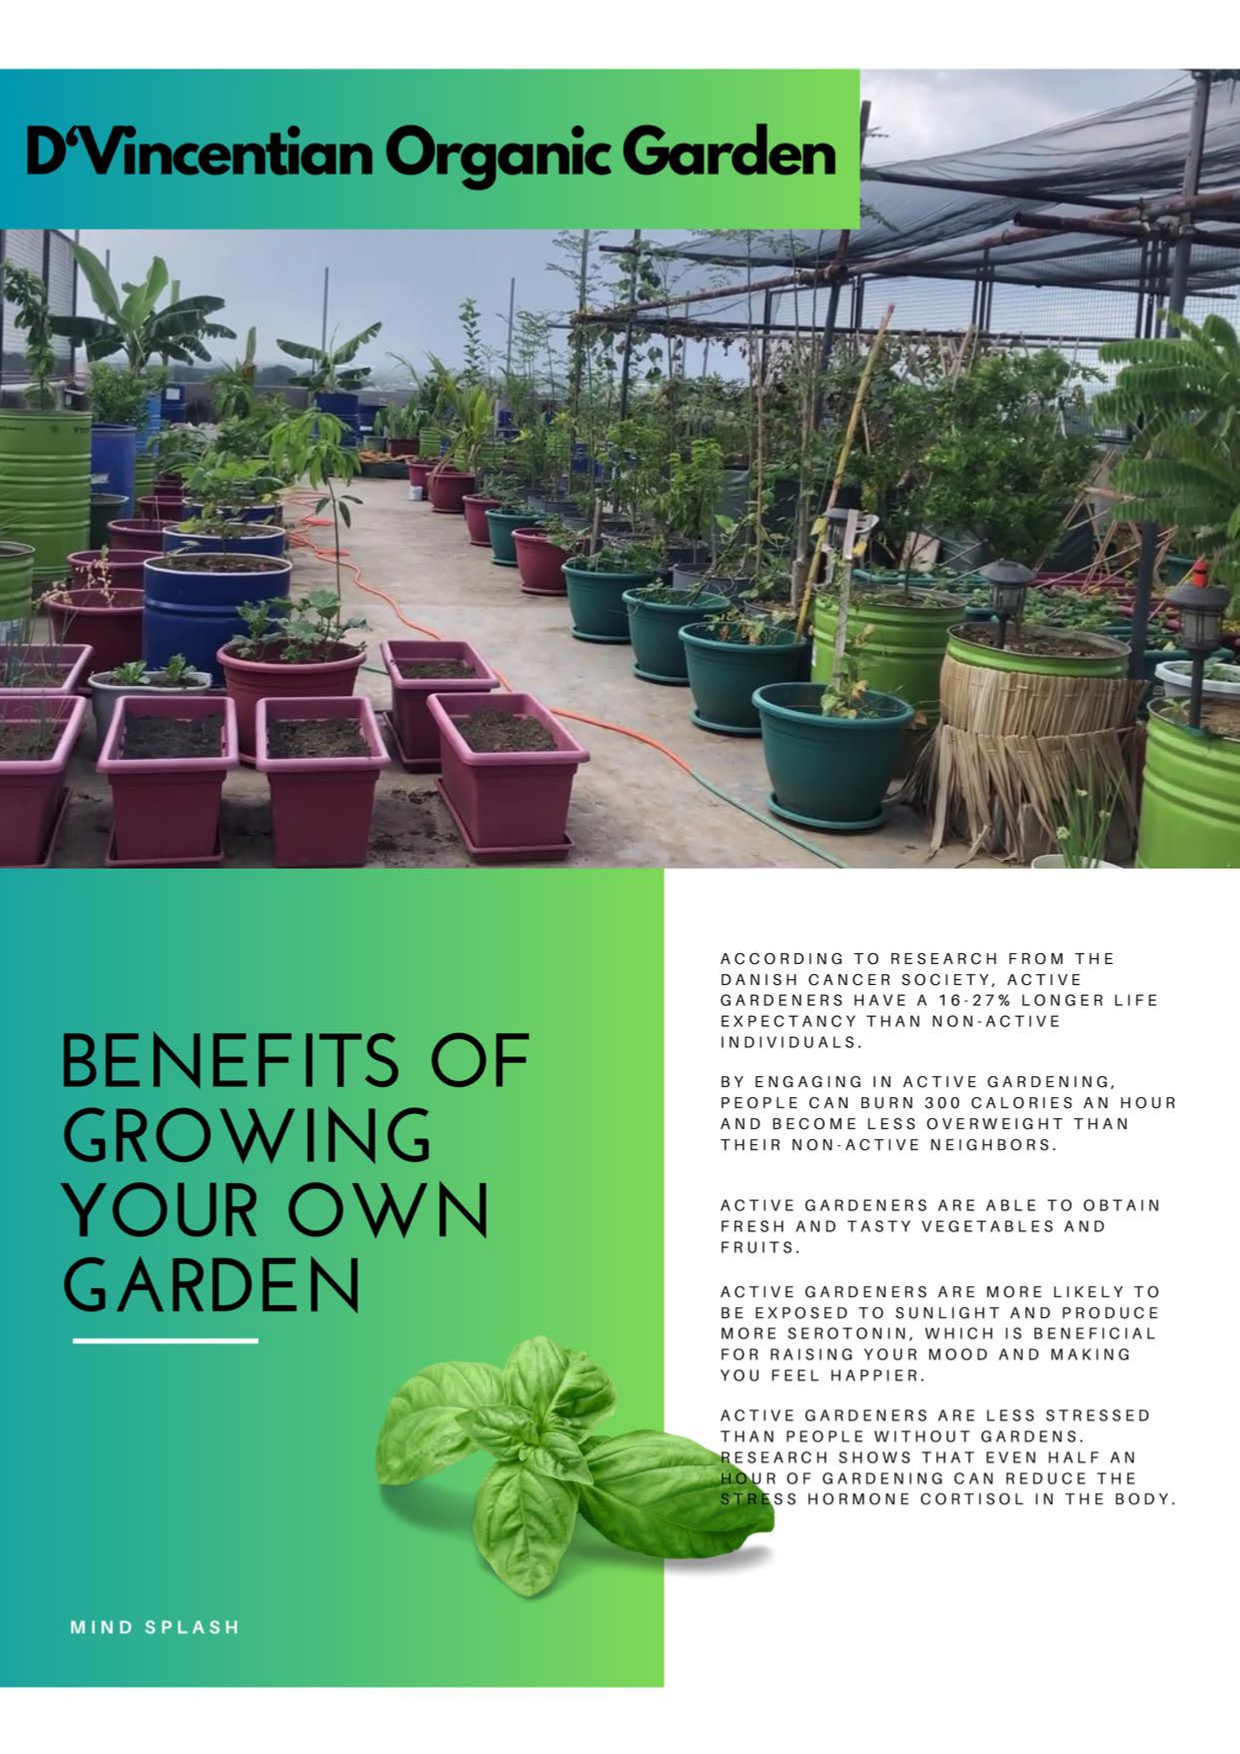 D‘Vincentian Organic Garden
BENEFITS OF
GROWING
YOUR OWN
GARDEN
MIND SPLASH
ACCORDING TO RESEARCH FROM THE
DANISH CANCER SOCIETY, ACTIVE
GARDENERS HAVE A 16-27% LONGER LIFE
EXPECTANCY THAN NON-ACTIVE
INDIVIDUALS.
BY ENGAGING IN ACTIVE GARDENING,
PEOPLE CAN BURN 300 CALORIES AN HOUR
AND BECOME LESS OVERWEIGHT THAN
THEIR NON-ACTIVE NEIGHBORS.
ACTIVE GARDENERS ARE ABLE TO OBTAIN
FRESH AND TASTY VEGETABLES AND
FRUITS.
ACTIVE GARDENERS ARE MORE LIKELY TO
BE EXPOSED TO SUNLIGHT AND PRODUCE
MORE SEROTONIN, WHICH IS BENEFICIAL
FOR RAISING YOUR MOOD AND MAKING
YOU FEEL HAPPIER.
ACTIVE GARDENERS ARE LESS STRESSED
THAN PEOPLE WITHOUT GARDENS.
RESEARCH SHOWS THAT EVEN HALF AN
HOUR OF GARDENING CAN REDUCE THE
STRESS HORMONE CORTISOL IN THE BODY.